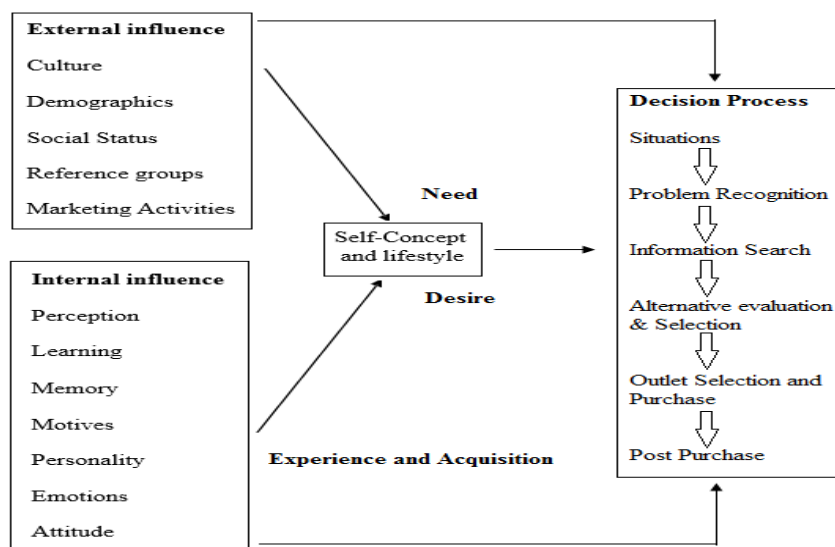 External influence
Culture
Demographics
Social Status
Reference groups
Marketing Activities
Internal influence
Perception
Learning
Memory
Motives
Personality
Emotions
Attitude
Need
Self-Concept
and lifestyle
Desire
Experience and Acquisition
Decision Process
Situations
Problem Recognition
Information Search
Alternative evaluation
& Selection
Outlet Selection and
Purchase
Post Purchase